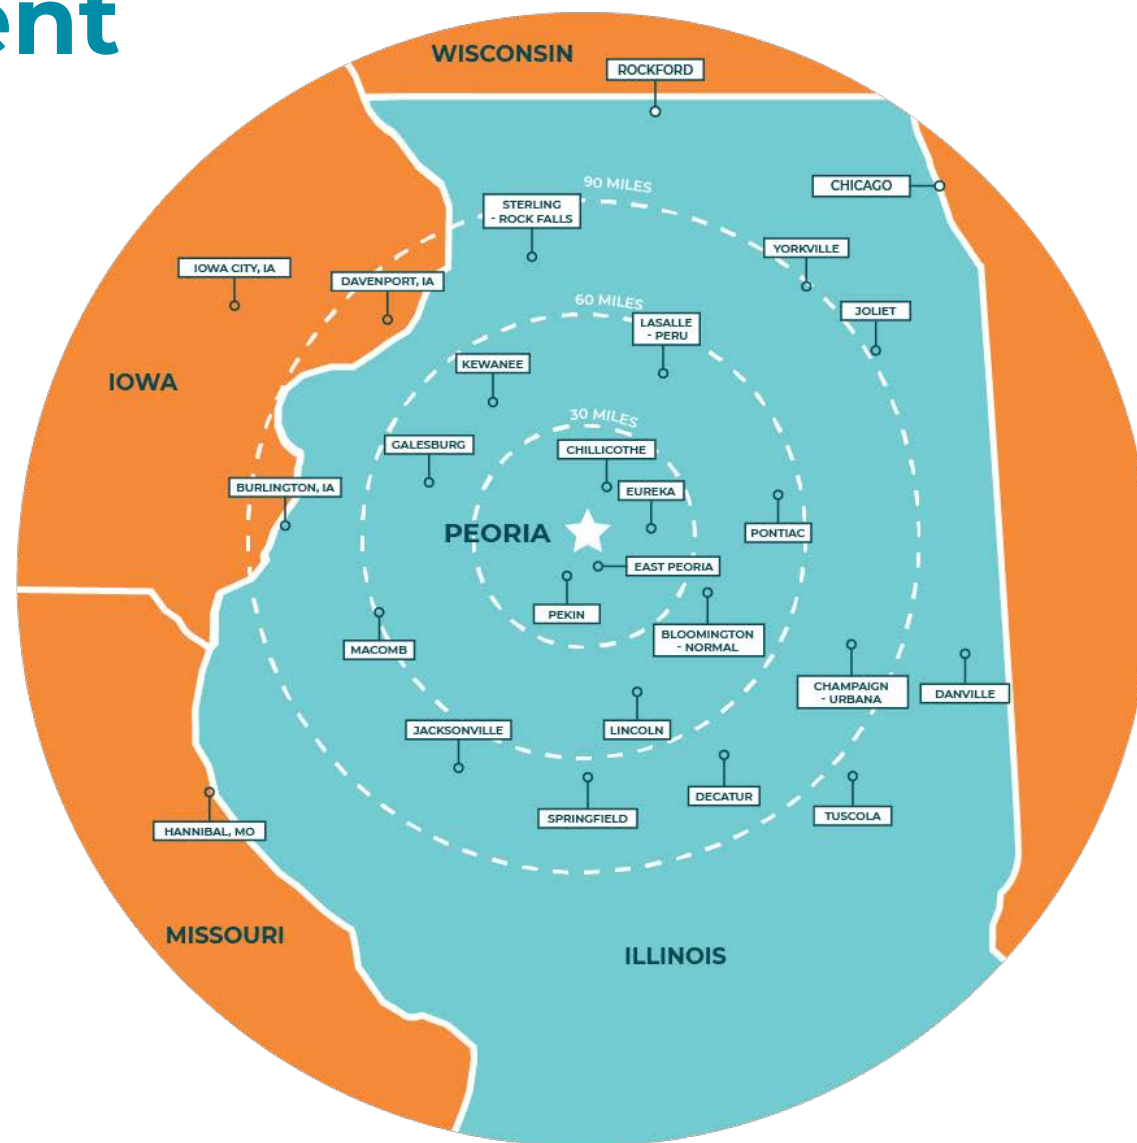 ent
WISCONSIN
ROCKFORD
90 MILES
CHICAGO
STERLING
- ROCK FALLS
YORKVILLE
IOWA CITY, IA
DAVENPORT, IA
60 MILES
JOLIET
LASALLE
- PERU
KEWANEE
IOWA
30 MILES
GALESBURG
CHILLICOTHE
BURLINGTON, IA
EUREKA
PEORIA
PONTIAC
EAST PEORIA
PEKIN
BLOOMINGTON
- NORMAL
MACOMB
CHAMPAIGN
- URBANA
DANVILLE
JACKSONVILLE
LINCOLN
DECATUR
SPRINGFIELD
TUSCOLA
HANNIBAL, MO
MISSOURI
ILLINOIS